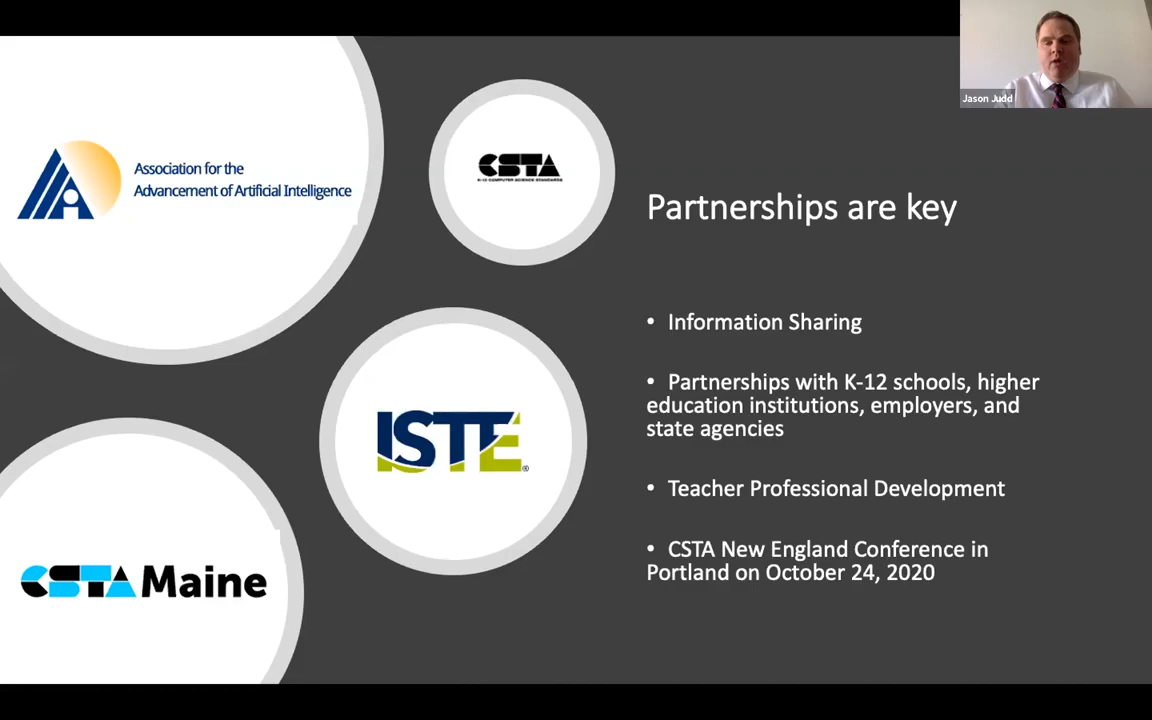 Jason Judd
Association for the
Advancement of Artificial Intelligence
CSTA
K-12 COMPUTER SCIENCE STANDARDS
Partnerships are key
• Information Sharing
• Partnerships with K-12 schools, higher
education institutions, employers, and
state agencies
• Teacher Professional Development
• CSTA New England Conference in
Portland on October 24, 2020
ISTE®
CSTA Maine